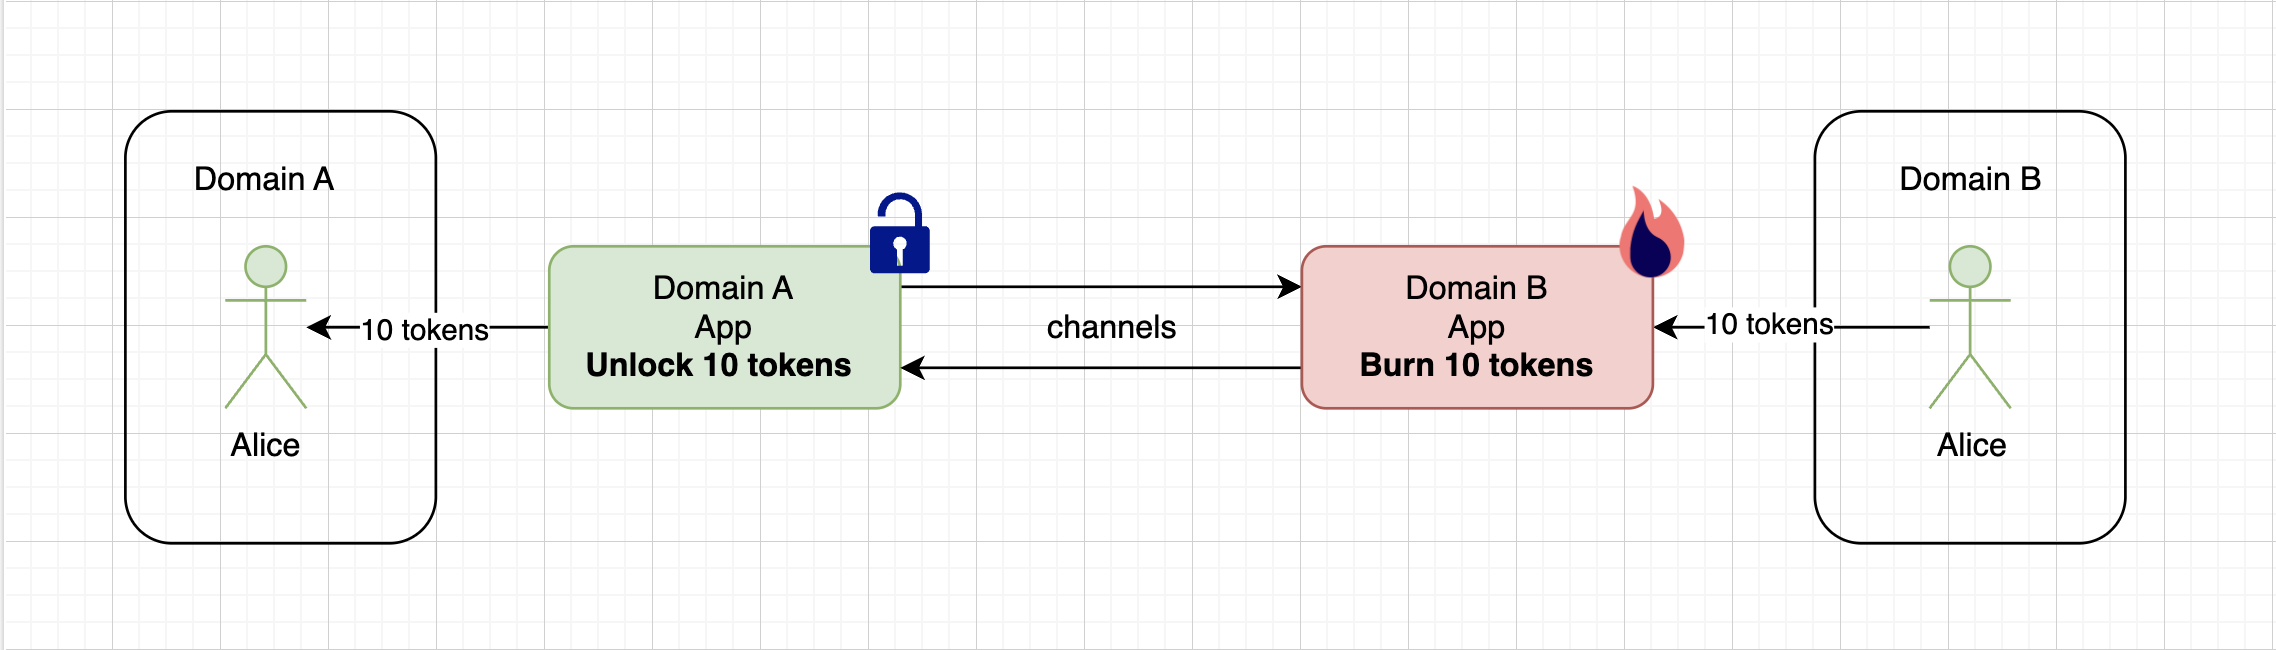 Domain A
Alice
10 tokens
Domain A
App
Unlock 10 tokens
channels
Domain B
App
Burn 10 tokens
10 tokens
Domain B
Alice